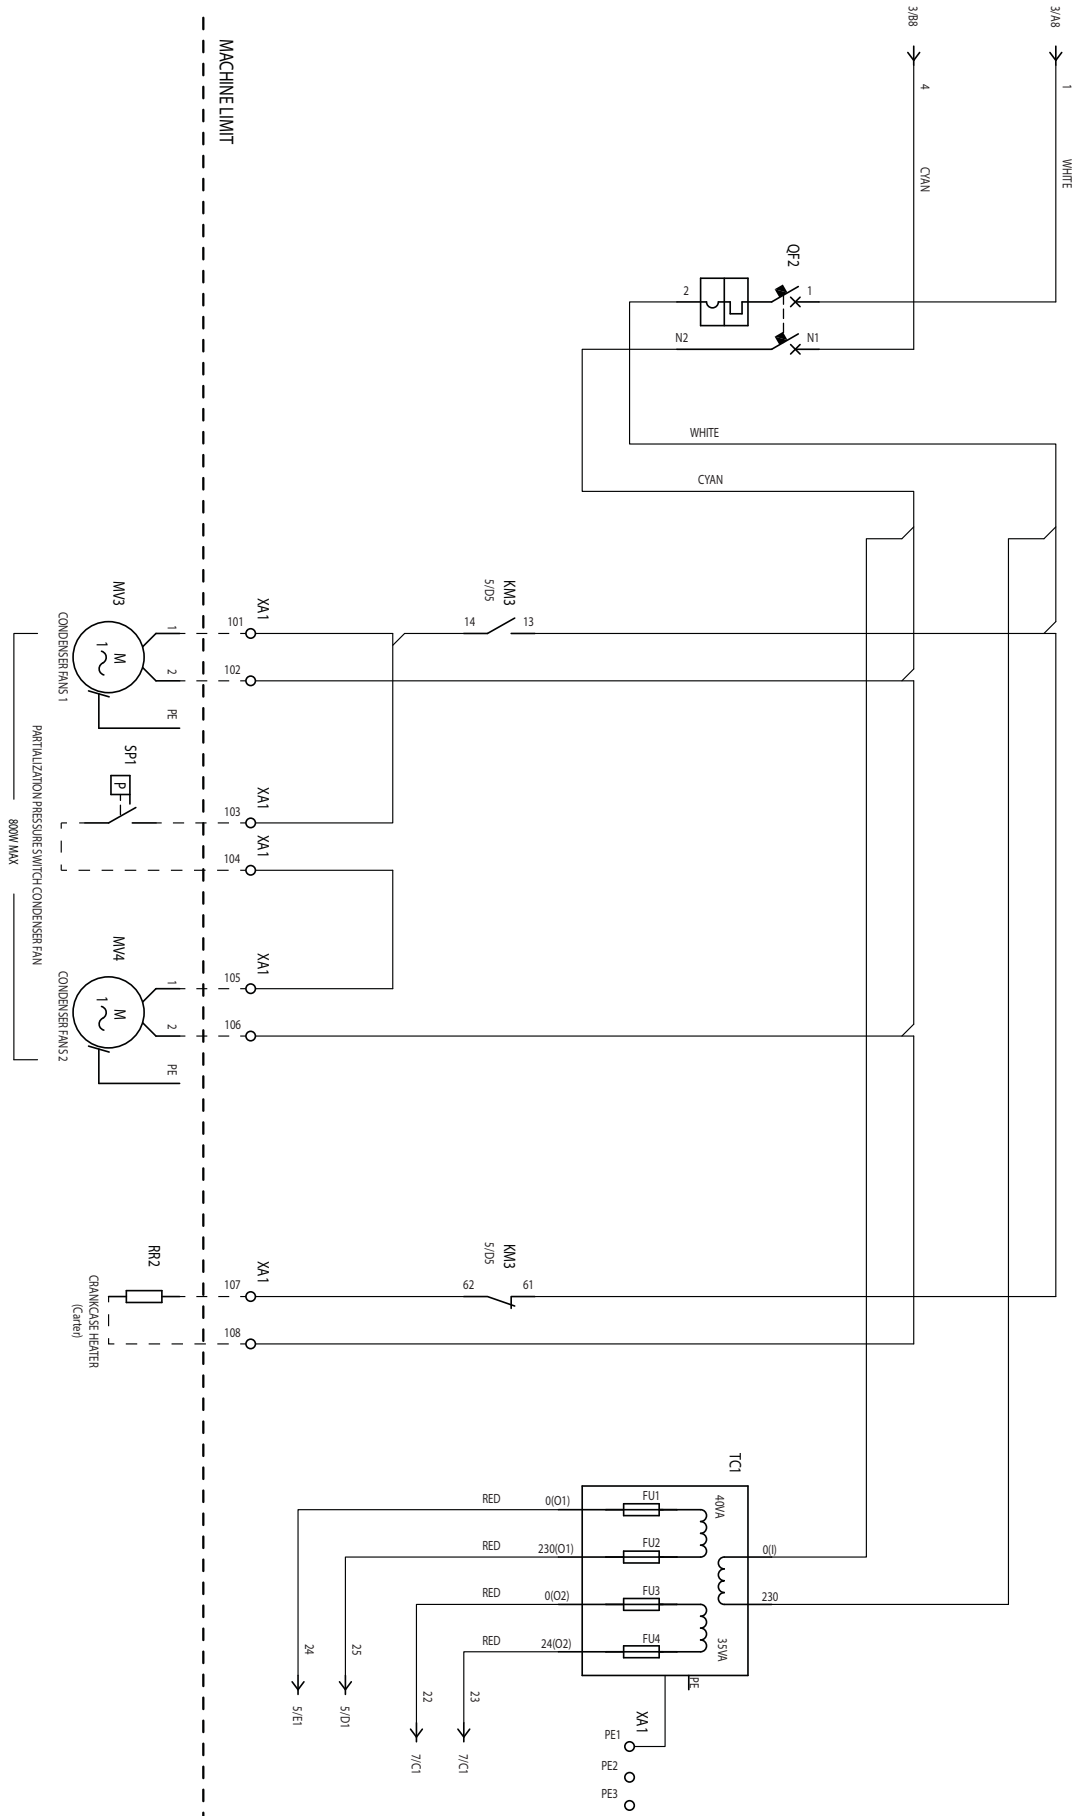 3/A8
1
WHITE
3/B8
4
CYAN
MACHINE LIMIT
QF2
2
1
N2
N1
WHITE
CYAN
MV3
M
1
1
2
PE
CONDENSER FANS 1
XA1
101
102
KM3
5/D5
14
13
SP1
P
PARTIALIZATION PRESSURE SWITCH CONDENSER FAN
800W MAX
XA1
103
XA1
104
MV4
M
1
1
2
PE
CONDENSER FANS 2
XA1
105
106
RR2
CRANKCASE HEATER
(Carter)
XA1
107
108
KM3
5/D5
62
61
TC1
40VA
35VA
FU1
FU2
FU3
FU4
0(I)
230
RED
0(O1)
RED
230(O1)
RED
0(O2)
RED
24(O2)
24
5/E1
25
5/D1
22
7/C1
23
7/C1
PE
XA1
PE1
PE2
PE3